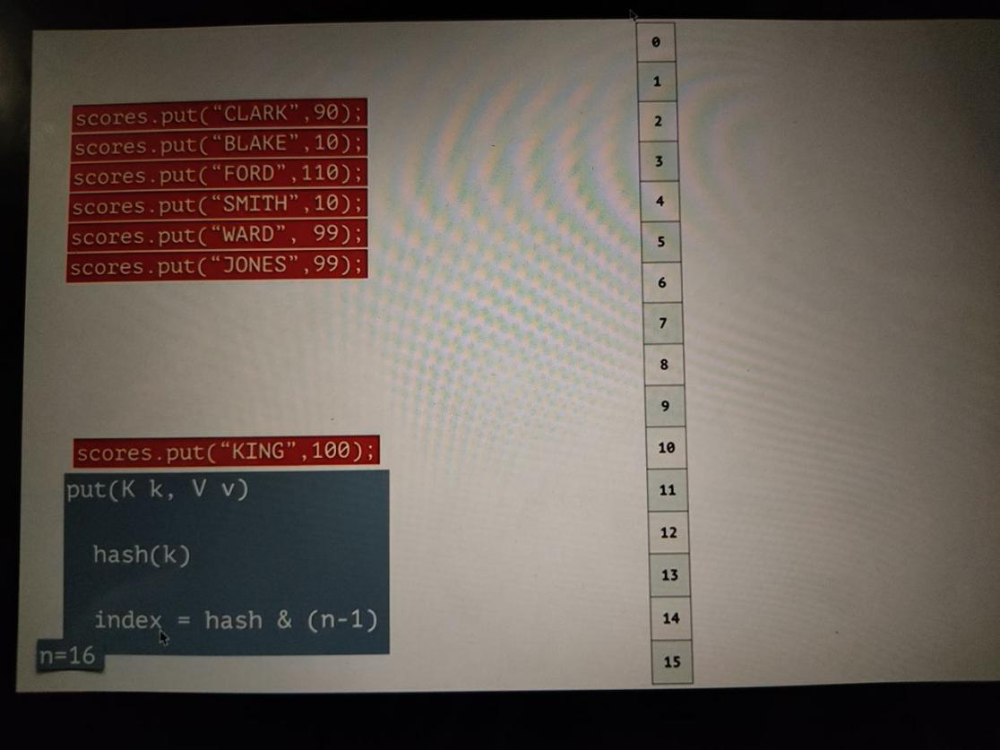 scores.put(“CLARK”,90);
scores.put(“BLAKE”,10);
scores.put(“FORD”,110);
scores.put(“SMITH”,10);
scores.put(“WARD”, 99);
scores.put(“JONES”,99);
scores.put(“KING”,100);
put(K k, V v)
hash(k)
index = hash & (n-1)
n=16
0
1
2
3
4
5
6
7
8
9
10
11
12
13
14
15